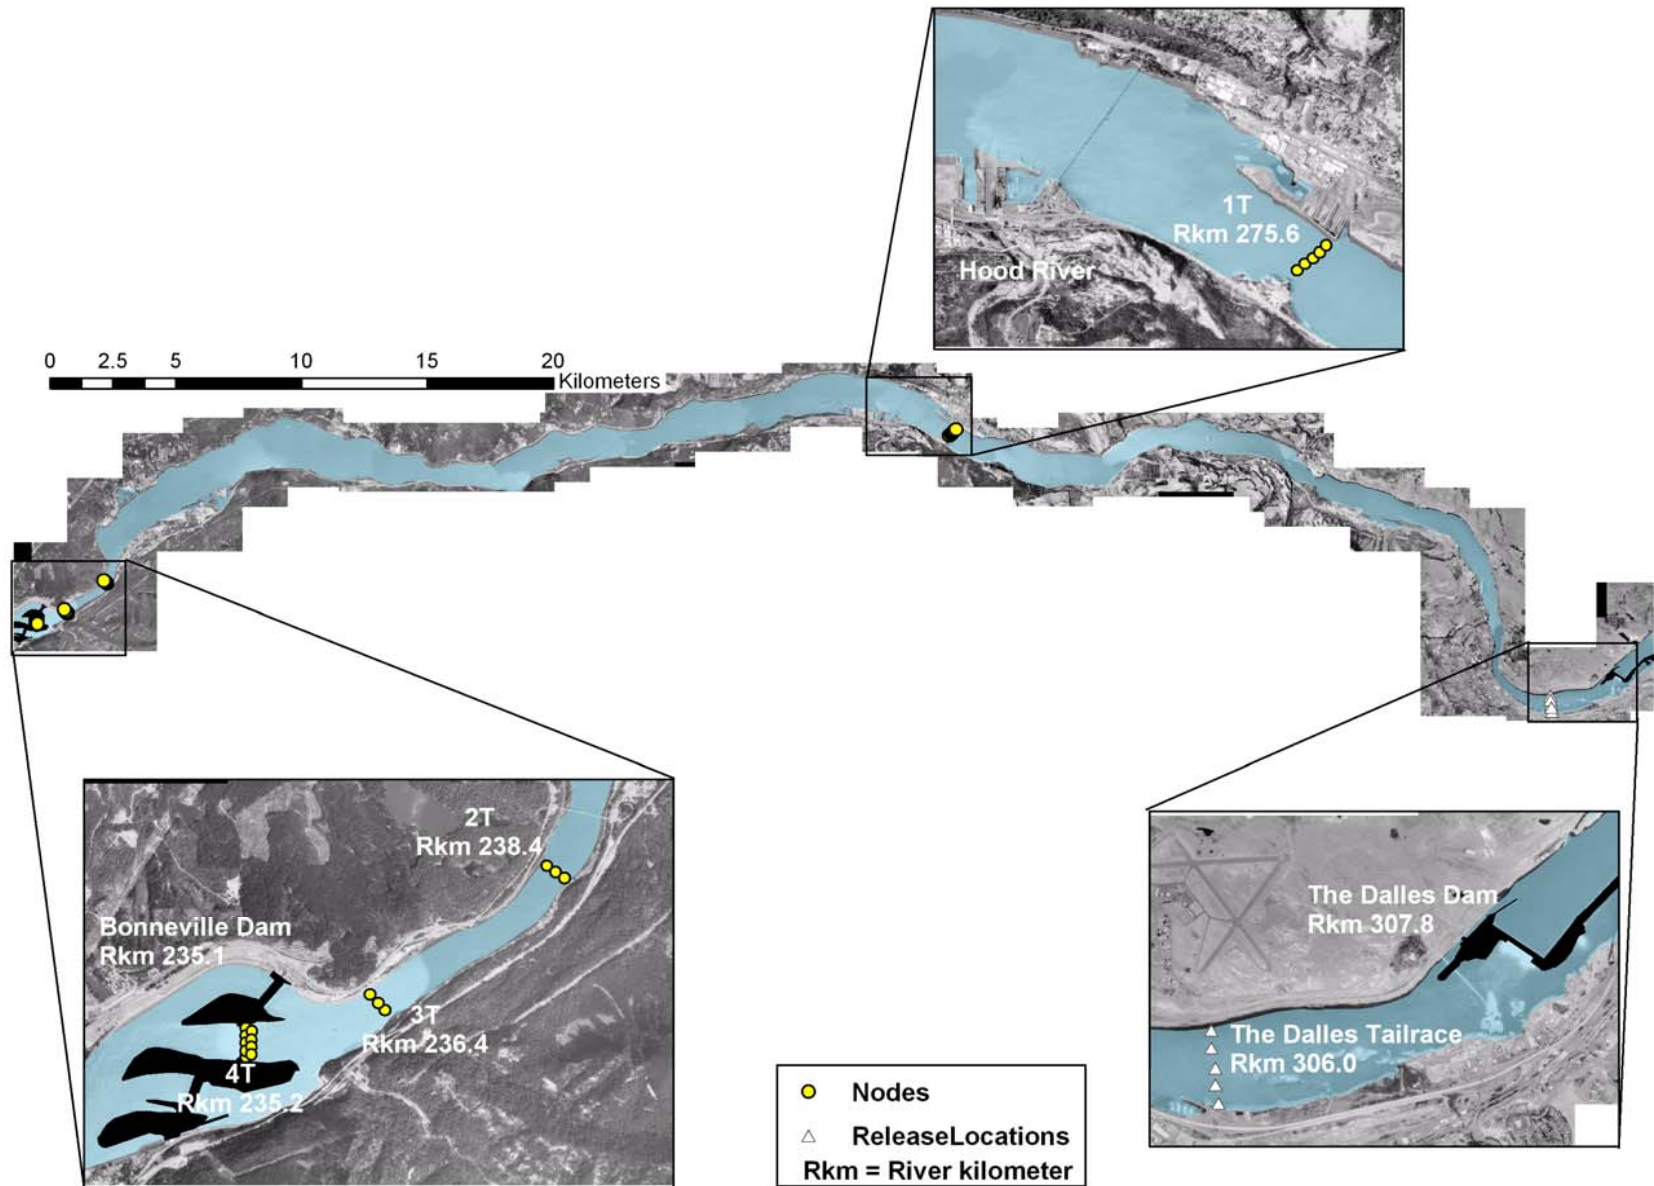 1T
Rkm 275.6
Hood River
0 2.5 5 10 15 20
Kilometers
2T
Rkm 238.4
Bonneville Dam
Rkm 235.1
3T
Rkm 236.4
4T
Rkm 235.2
The Dalles Dam
Rkm 307.8
The Dalles Tailrace
Rkm 306.0
Nodes
ReleaseLocations
Rkm = River kilometer